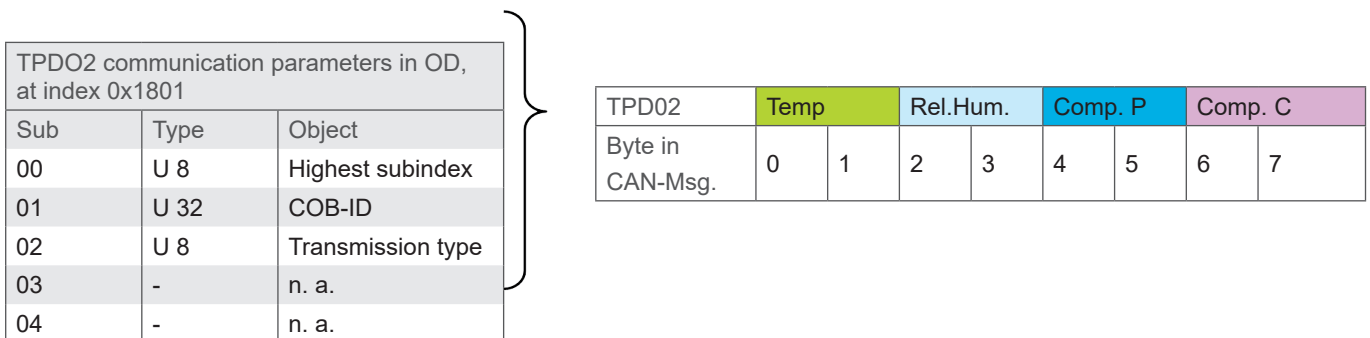 TPDO2 communication parameters in OD,
at index 0x1801
Sub Type Object
00 U 8 Highest subindex
01 U 32 COB-ID
02 U 8 Transmission type
03 - n. a.
04 - n. a.
TPD02 Temp Rel.Hum. Comp. P Comp. C
Byte in
CAN-Msg. 0 1 2 3 4 5 6 7